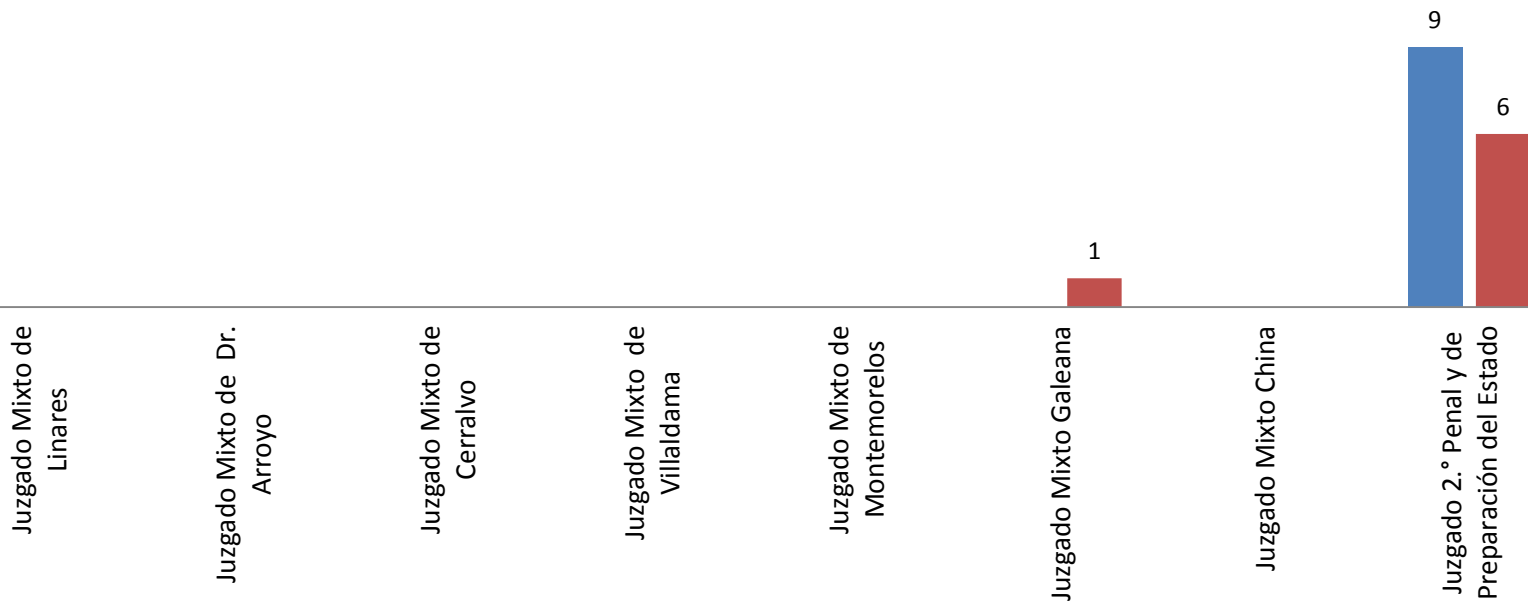 9
6
1
Juzgado Mixto de
Linares
Juzgado Mixto de  Dr.
Arroyo
Juzgado Mixto de
Cerralvo
Juzgado Mixto  de
Villaldama
Juzgado Mixto de
Montemorelos
Juzgado Mixto Galeana
Juzgado Mixto China
Juzgado 2.° Penal y de
Preparación del Estado